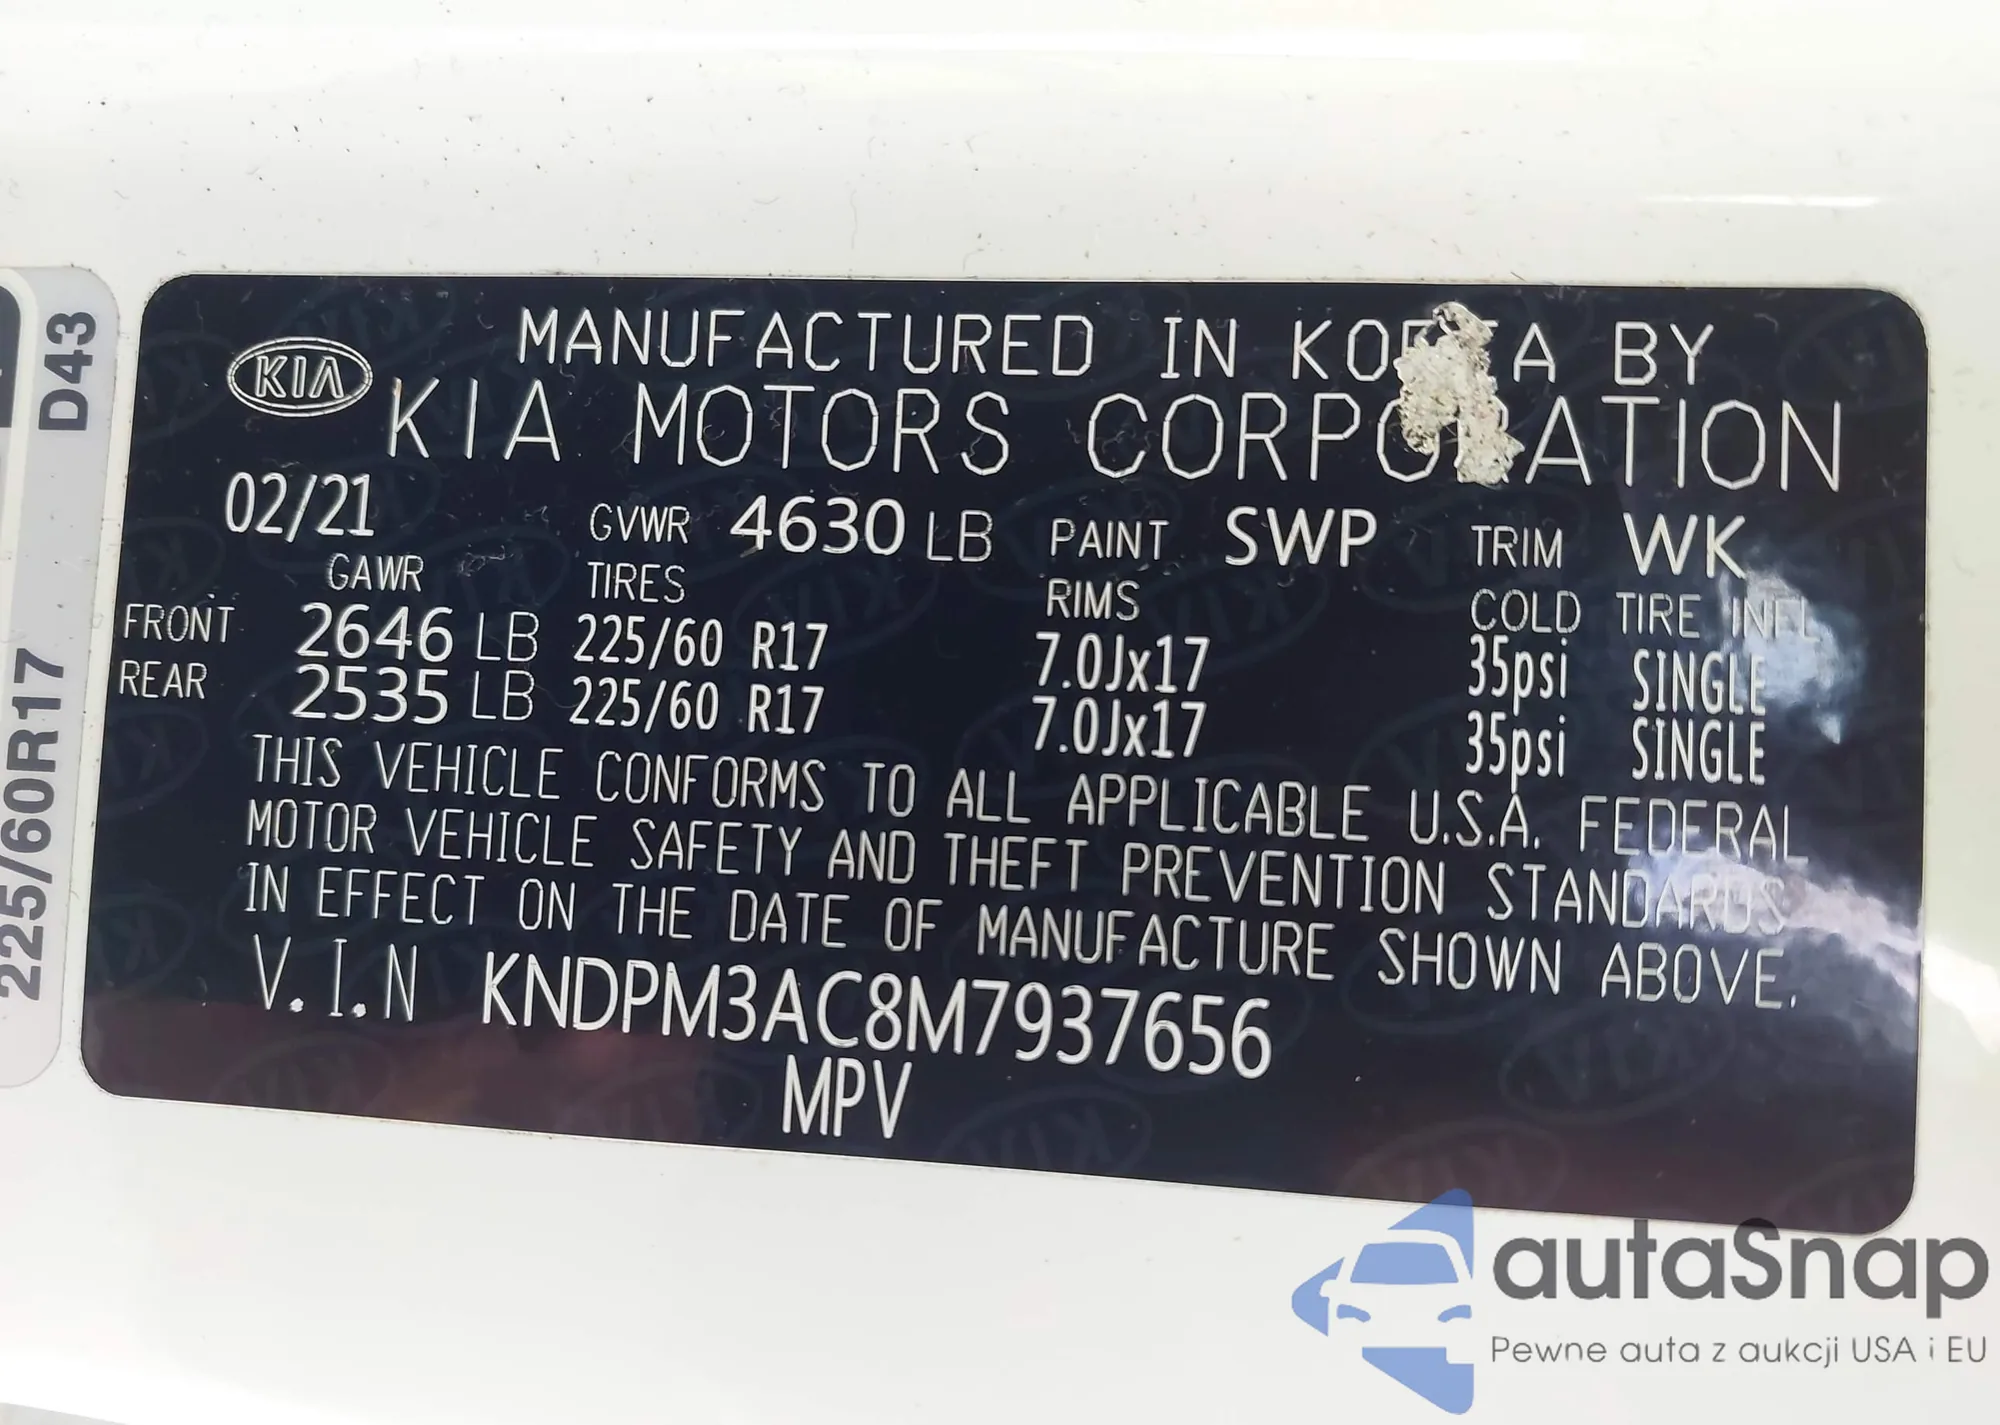 MANUFACTURED IN KOREA BY
KIA
KIA MOTORS CORPORATION
02/21 GVWR 4630 LB PAINT SWP TRIM WK
GAWR TIRES RIMS COLD TIRE INFL
FRONT 2646 LB 225/60 R17 7.0Jx17 35psi SINGLE
REAR 2535 LB 225/60 R17 7.0Jx17 35psi SINGLE
THIS VEHICLE CONFORMS TO ALL APPLICABLE U.S.A. FEDERAL
MOTOR VEHICLE SAFETY AND THEFT PREVENTION STANDARDS
IN EFFECT ON THE DATE OF MANUFACTURE SHOWN ABOVE.
V.I.N KNDPM3AC8M7937656
MPV
225/60R17 D43
autaSnap
Pewne auta z aukcji USA i EU